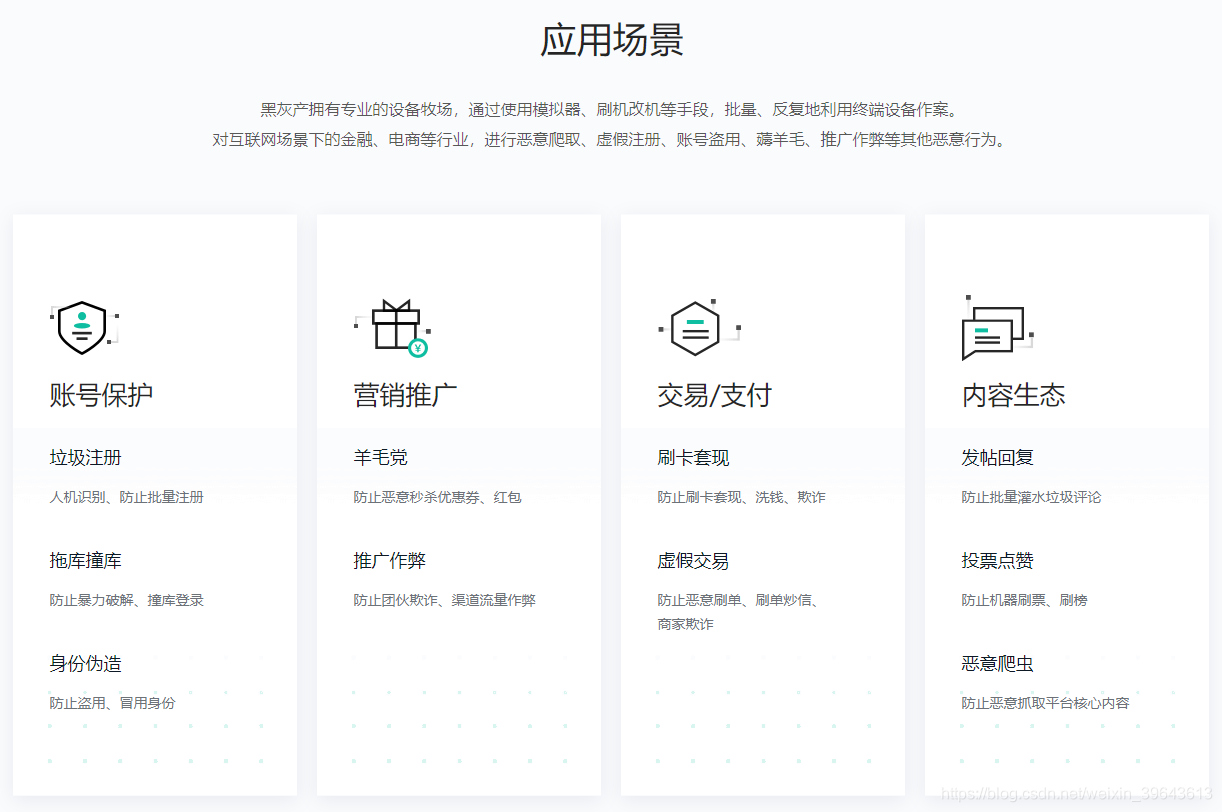 应用场景
黑灰产拥有专业的设备牧场，通过使用模拟器、刷机改机等手段，批量、反复地利用终端设备作案。
对互联网场景下的金融、电商等行业，进行恶意爬取、虚假注册、账号盗用、薅羊毛、推广作弊等其他恶意行为。
账号保护
垃圾注册
人机识别、防止批量注册
拖库撞库
防止暴力破解、撞库登录
身份伪造
防止盗用、冒用身份
¥
营销推广
羊毛党
防止恶意秒杀优惠券、红包
推广作弊
防止团伙欺诈、渠道流量作弊
交易/支付
刷卡套现
防止刷卡套现、洗钱、欺诈
虚假交易
防止恶意刷单、刷单炒信、
商家欺诈
内容生态
发帖回复
防止批量灌水垃圾评论
投票点赞
防止机器刷票、刷榜
恶意爬虫
防止恶意抓取平台核心内容
https://blog.csdn.net/weixin_39643613